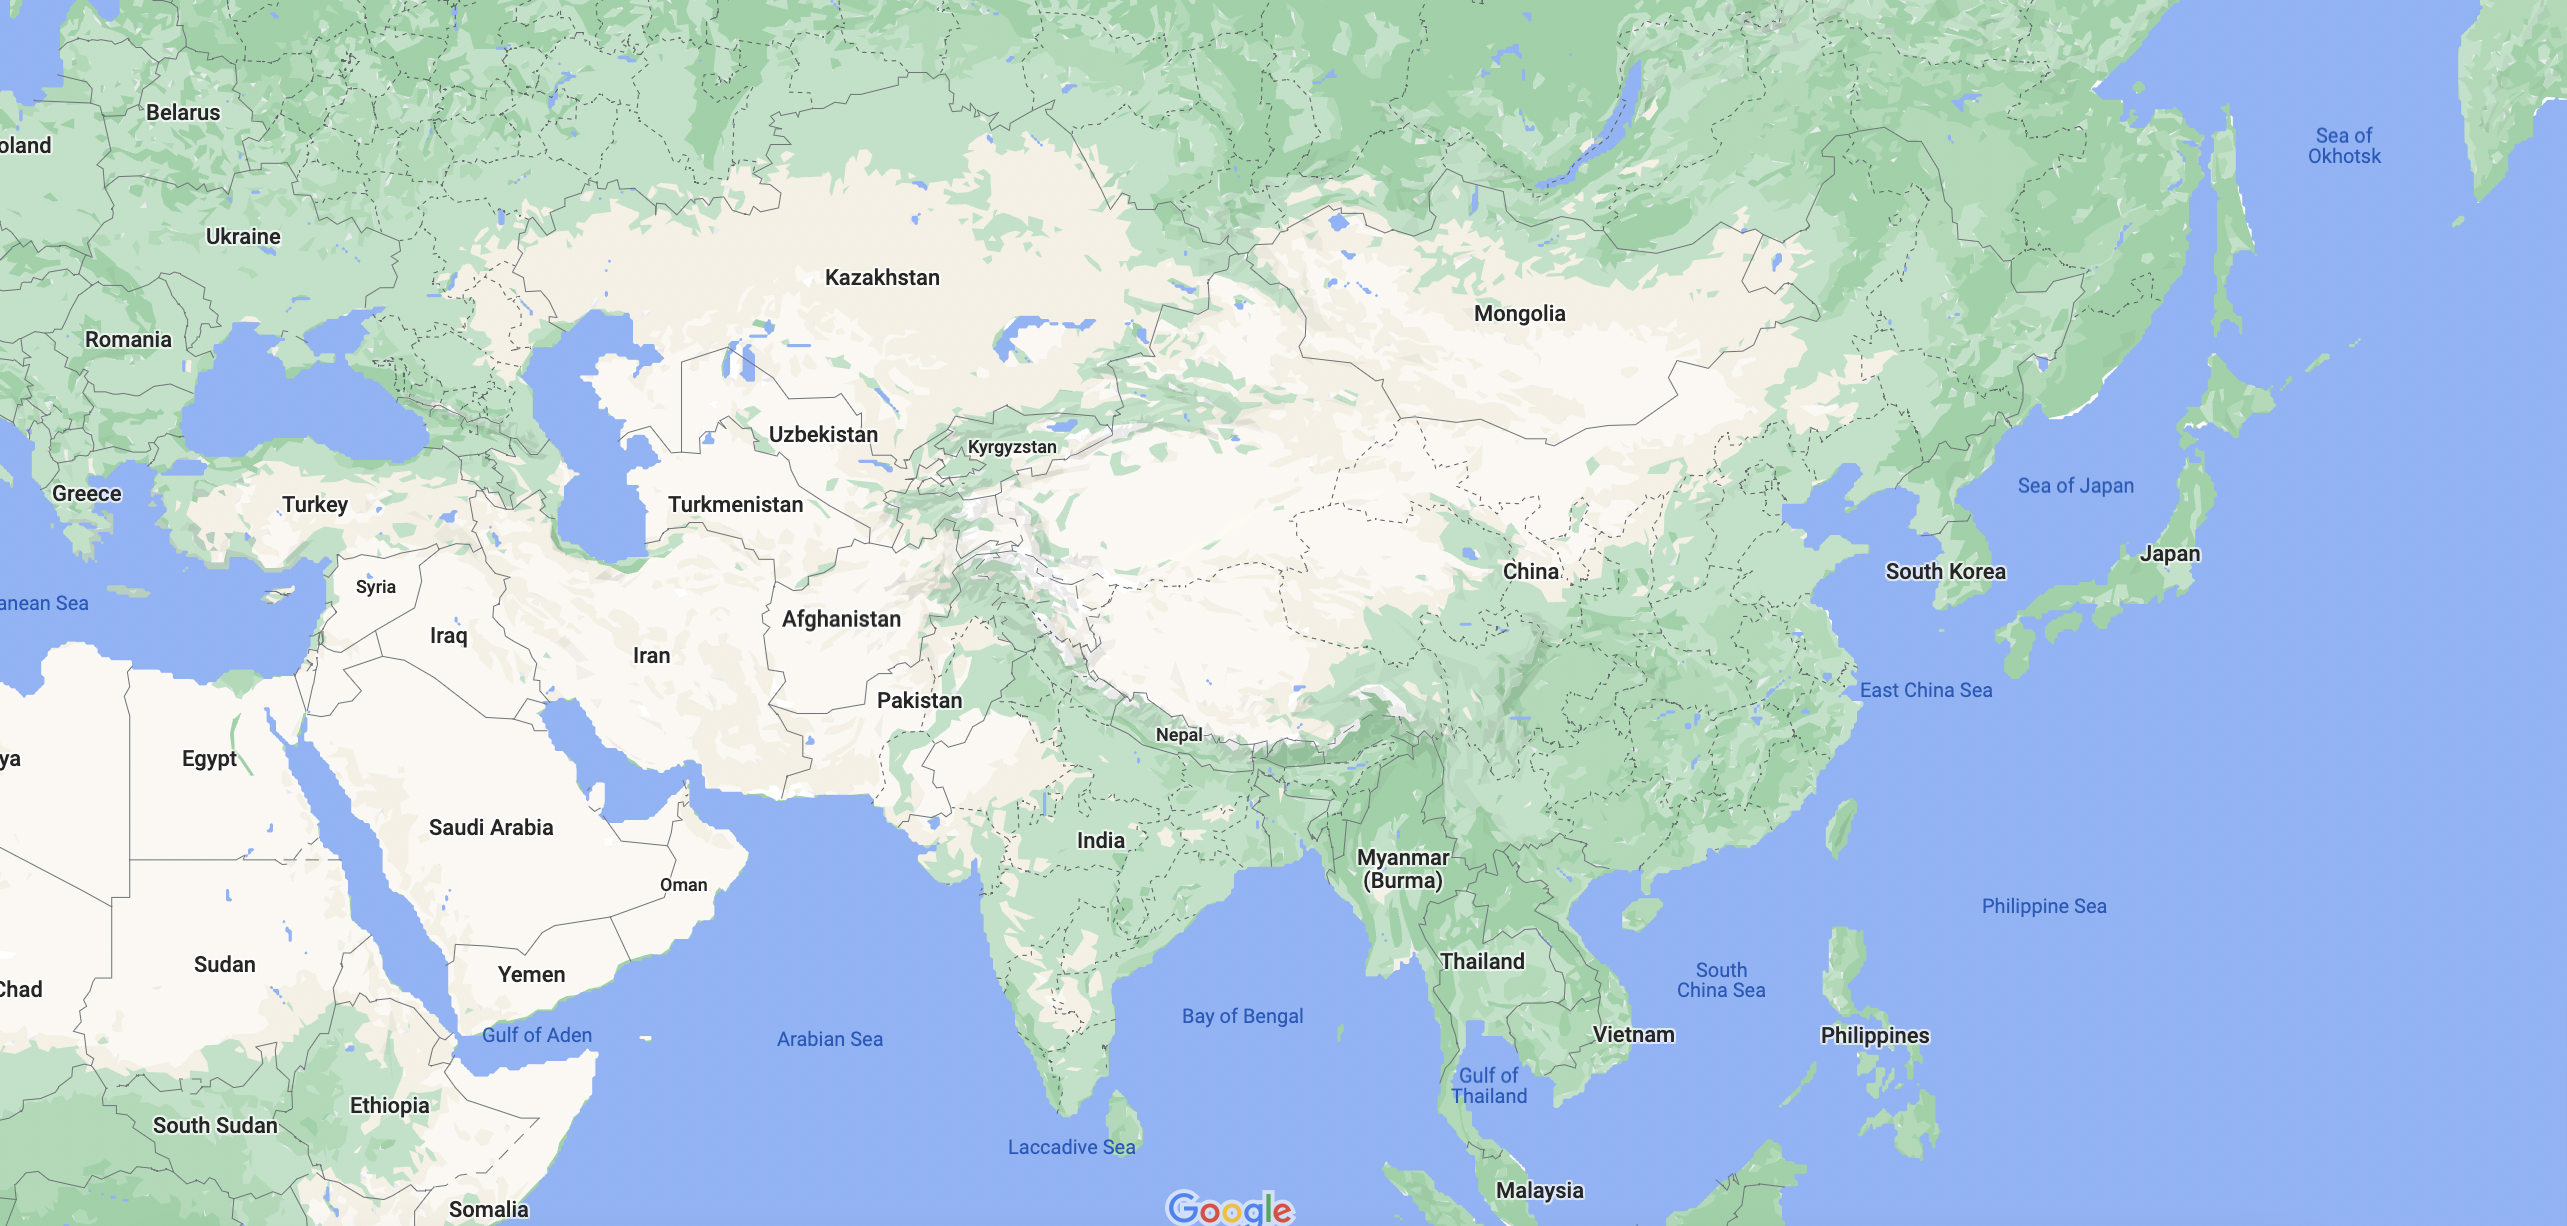 Belarus
oland
Sea of
Okhotsk
Ukraine
Kazakhstan
Mongolia
Romania
Uzbekistan
Kyrgyzstan
Greece
Turkey
Turkmenistan
Sea of Japan
Japan
South Korea
China
Syria
anean Sea
Afghanistan
Iraq
Iran
Pakistan
East China Sea
Nepal
Egypt
ya
Saudi Arabia
India
Myanmar
(Burma)
Oman
Philippine Sea
Sudan
Yemen
Thailand
South
China Sea
Chad
Bay of Bengal
Gulf of Aden
Arabian Sea
Vietnam
Philippines
Gulf of
Thailand
Ethiopia
South Sudan
Laccadive Sea
Malaysia
Somalia
Google